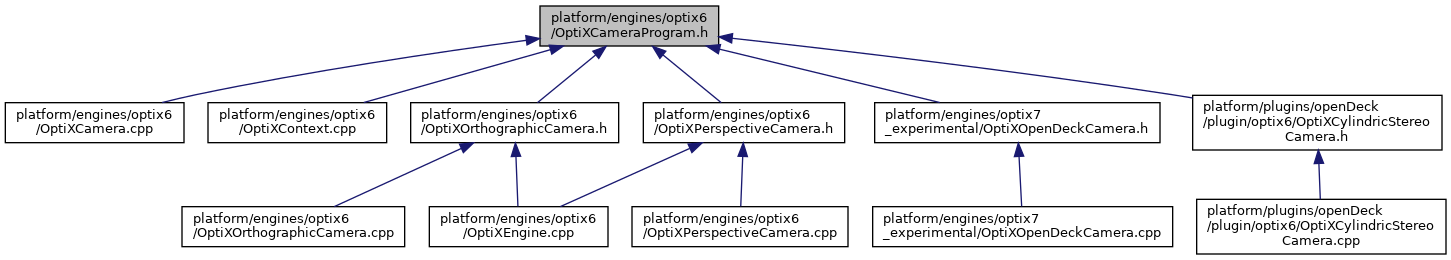 platform/engines/optix6
/OptiXCameraProgram.h
platform/engines/optix6
/OptiXCamera.cpp
platform/engines/optix6
/OptiXContext.cpp
platform/engines/optix6
/OptiXOrthographicCamera.h
platform/engines/optix6
/OptiXPerspectiveCamera.h
platform/engines/optix7
_experimental/OptiXOpenDeckCamera.h
platform/plugins/openDeck
/plugin/optix6/OptiXCylindricStereo
Camera.h
platform/engines/optix6
/OptiXOrthographicCamera.cpp
platform/engines/optix6
/OptiXEngine.cpp
platform/engines/optix6
/OptiXPerspectiveCamera.cpp
platform/engines/optix7
_experimental/OptiXOpenDeckCamera.cpp
platform/plugins/openDeck
/plugin/optix6/OptiXCylindricStereo
Camera.cpp